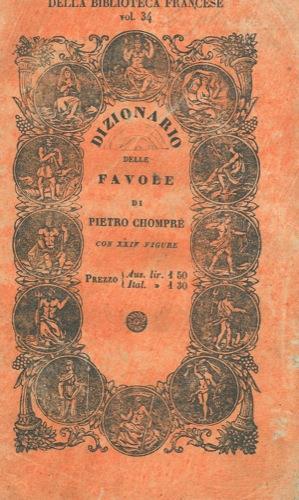 DELLA BIBLIOTECA FRANCESE
vol. 34
DIZIONARIO
DELLE
FAVOLE
DI
PIETRO CHOMPRÉ
CON XXIV FIGURE
PREZZO { Aus. lir. 1 50
Ital. » 1 30